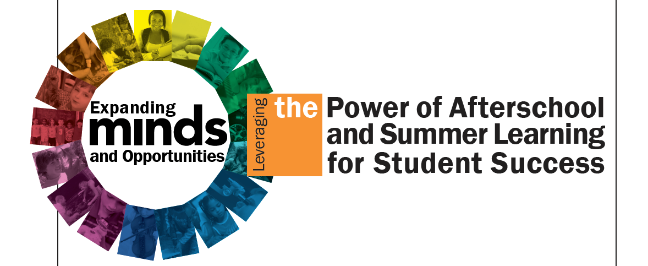 Expanding
minds
and Opportunities
Leveraging
the Power of Afterschool
and Summer Learning
for Student Success